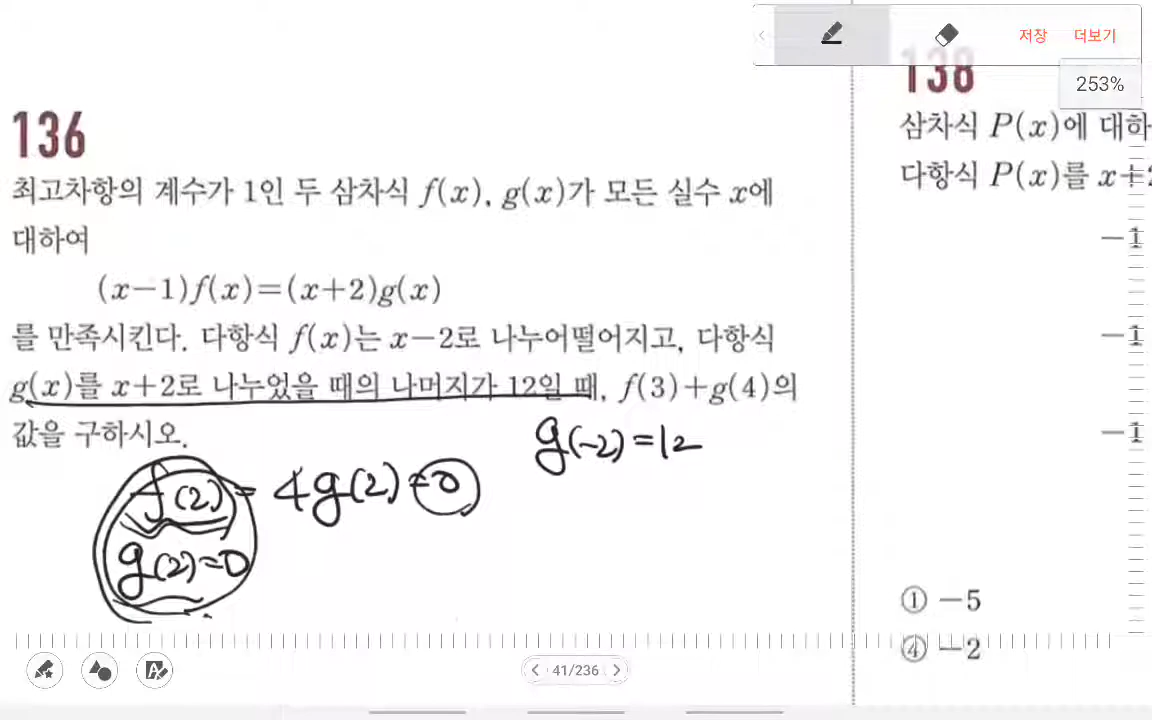 저장 더보기
253%
136
최고차항의 계수가 1인 두 삼차식 f(x), g(x)가 모든 실수 x에
대하여
(x-1)f(x)=(x+2)g(x)
를 만족시킨다. 다항식 f(x)는 x-2로 나누어떨어지고, 다항식
g(x)를 x+2로 나누었을 때의 나머지가 12일 때, f(3)+g(4)의
값을 구하시오.
g(-2)=12
f(2)= 4g(2)=0
g(2)=0
138
삼차식 P(x)에 대하
다항식 P(x)를 x+2
-1
-1
-1
① -5
④ -2
41/236